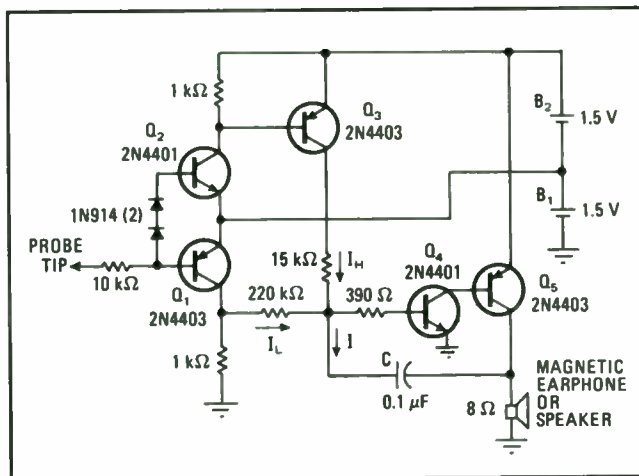 1 kΩ
Q₃
2N4403
B₂
1.5 V
Q₂
2N4401
1N914 (2)
B₁
1.5 V
PROBE
TIP
10 kΩ
Q₁
2N4403
15 kΩ
I_H
220 kΩ
I_L
390 Ω
I
Q₄
2N4401
Q₅
2N4403
1 kΩ
C
0.1 μF
8 Ω
MAGNETIC
EARPHONE
OR
SPEAKER